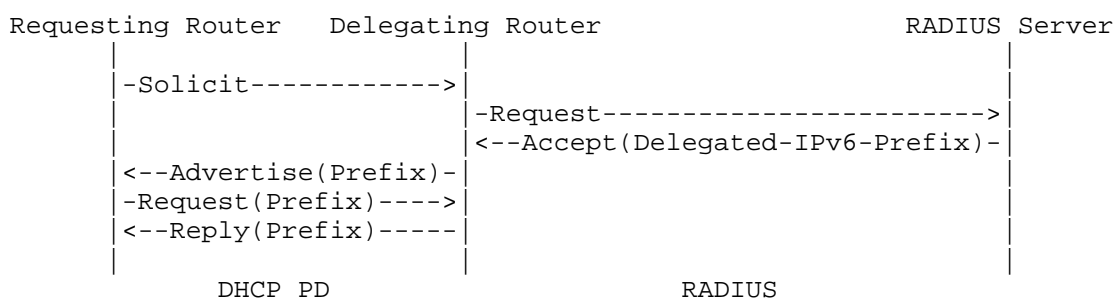 Requesting Router   Delegating Router                       RADIUS Server
       |                      |                                   |
       |-Solicit------------>|                                   |
       |                      |-Request------------------------>|
       |                      |<--Accept(Delegated-IPv6-Prefix)-|
       |<--Advertise(Prefix)-|                                   |
       |-Request(Prefix)---->|                                   |
       |<--Reply(Prefix)-----|                                   |
       |                      |                                   |
              DHCP PD                      RADIUS